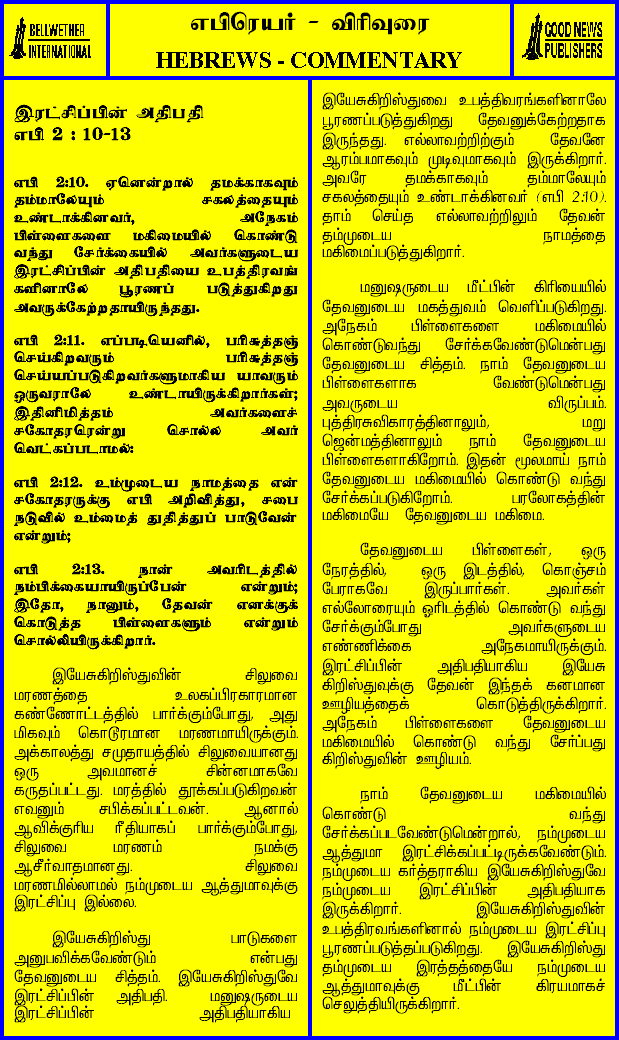 BELLWETHER
INTERNATIONAL
எபிரெயர் - விரிவுரை
HEBREWS - COMMENTARY
GOOD NEWS
PUBLISHERS
இரட்சிப்பின் அதிபதி
எபி 2 : 10-13
எபி 2:10. ஏனென்றால் தமக்காகவும்
தம்மாலேயும் சகலத்தையும்
உண்டாக்கினவர், அநேகம்
பிள்ளைகளை மகிமையில் கொண்டு
வந்து சேர்க்கையில் அவர்களுடைய
இரட்சிப்பின் அதிபதியை உபத்திரவங்
களினாலே பூரணப் படுத்துகிறது
அவருக்கேற்றதாயிருந்தது.
எபி 2:11. எப்படியெனில், பரிசுத்தஞ்
செய்கிறவரும் பரிசுத்தஞ்
செய்யப்படுகிறவர்களுமாகிய யாவரும்
ஒருவராலே உண்டாயிருக்கிறார்கள்;
இதினிமித்தம் அவர்களைச்
சகோதரரென்று சொல்ல அவர்
வெட்கப்படாமல்:
எபி 2:12. உம்முடைய நாமத்தை என்
சகோதரருக்கு எபி அறிவித்து, சபை
நடுவில் உம்மைத் துதித்துப் பாடுவேன்
என்றும்;
எபி 2:13. நான் அவரிடத்தில்
நம்பிக்கையாயிருப்பேன் என்றும்;
இதோ, நானும், தேவன் எனக்குக்
கொடுத்த பிள்ளைகளும் என்றும்
சொல்லியிருக்கிறார்.
இயேசுகிறிஸ்துவின் சிலுவை
மரணத்தை உலகப்பிரகாரமான
கண்ணோட்டத்தில் பார்க்கும்போது, அது
மிகவும் கொடூரமான மரணமாயிருக்கும்.
அக்காலத்து சமுதாயத்தில் சிலுவையானது
ஒரு அவமானச் சின்னமாகவே
கருதப்பட்டது. மரத்தில் தூக்கப்படுகிறவன்
எவனும் சபிக்கப்பட்டவன். ஆனால்
ஆவிக்குரிய ரீதியாகப் பார்க்கும்போது,
சிலுவை மரணம் நமக்கு
ஆசீர்வாதமானது. சிலுவை
மரணமில்லாமல் நம்முடைய ஆத்துமாவுக்கு
இரட்சிப்பு இல்லை.
இயேசுகிறிஸ்து பாடுகளை
அனுபவிக்கவேண்டும் என்பது
தேவனுடைய சித்தம். இயேசுகிறிஸ்துவே
இரட்சிப்பின் அதிபதி. மனுஷருடைய
இரட்சிப்பின் அதிபதியாகிய
இயேசுகிறிஸ்துவை உபத்திவரங்களினாலே
பூரணப்படுத்துகிறது தேவனுக்கேற்றதாக
இருந்தது. எல்லாவற்றிற்கும் தேவனே
ஆரம்பமாகவும் முடிவுமாகவும் இருக்கிறார்.
அவரே தமக்காகவும் தம்மாலேயும்
சகலத்தையும் உண்டாக்கினவர் (எபி 2:10).
தாம் செய்த எல்லாவற்றிலும் தேவன்
தம்முடைய நாமத்தை
மகிமைப்படுத்துகிறார்.
மனுஷருடைய மீட்பின் கிரியையில்
தேவனுடைய மகத்துவம் வெளிப்படுகிறது.
அநேகம் பிள்ளைகளை மகிமையில்
கொண்டுவந்து சேர்க்கவேண்டுமென்பது
தேவனுடைய சித்தம். நாம் தேவனுடைய
பிள்ளைகளாக வேண்டுமென்பது
அவருடைய விருப்பம்.
புத்திரசுவிகாரத்தினாலும், மறு
ஜென்மத்தினாலும் நாம் தேவனுடைய
பிள்ளைகளாகிறோம். இதன் மூலமாய் நாம்
தேவனுடைய மகிமையில் கொண்டு வந்து
சேர்க்கப்படுகிறோம். பரலோகத்தின்
மகிமையே தேவனுடைய மகிமை.
தேவனுடைய பிள்ளைகள், ஒரு
நேரத்தில், ஒரு இடத்தில், கொஞ்சம்
பேராகவே இருப்பார்கள். அவர்கள்
எல்லோரையும் ஓரிடத்தில் கொண்டு வந்து
சேர்க்கும்போது அவர்களுடைய
எண்ணிக்கை அநேகமாயிருக்கும்.
இரட்சிப்பின் அதிபதியாகிய இயேசு
கிறிஸ்துவுக்கு தேவன் இந்தக் கனமான
ஊழியத்தைக் கொடுத்திருக்கிறார்.
அநேகம் பிள்ளைகளை தேவனுடைய
மகிமையில் கொண்டு வந்து சேர்ப்பது
கிறிஸ்துவின் ஊழியம்.
நாம் தேவனுடைய மகிமையில்
கொண்டு வந்து
சேர்க்கப்படவேண்டுமென்றால், நம்முடைய
ஆத்துமா இரட்சிக்கப்பட்டிருக்கவேண்டும்.
நம்முடைய கர்த்தராகிய இயேசுகிறிஸ்துவே
நம்முடைய இரட்சிப்பின் அதிபதியாக
இருக்கிறார். இயேசுகிறிஸ்துவின்
உபத்திரவங்களினால் நம்முடைய இரட்சிப்பு
பூரணப்படுத்தப்படுகிறது. இயேசுகிறிஸ்து
தம்முடைய இரத்தத்தையே நம்முடைய
ஆத்துமாவுக்கு மீட்பின் கிரயமாகச்
செலுத்தியிருக்கிறார்.